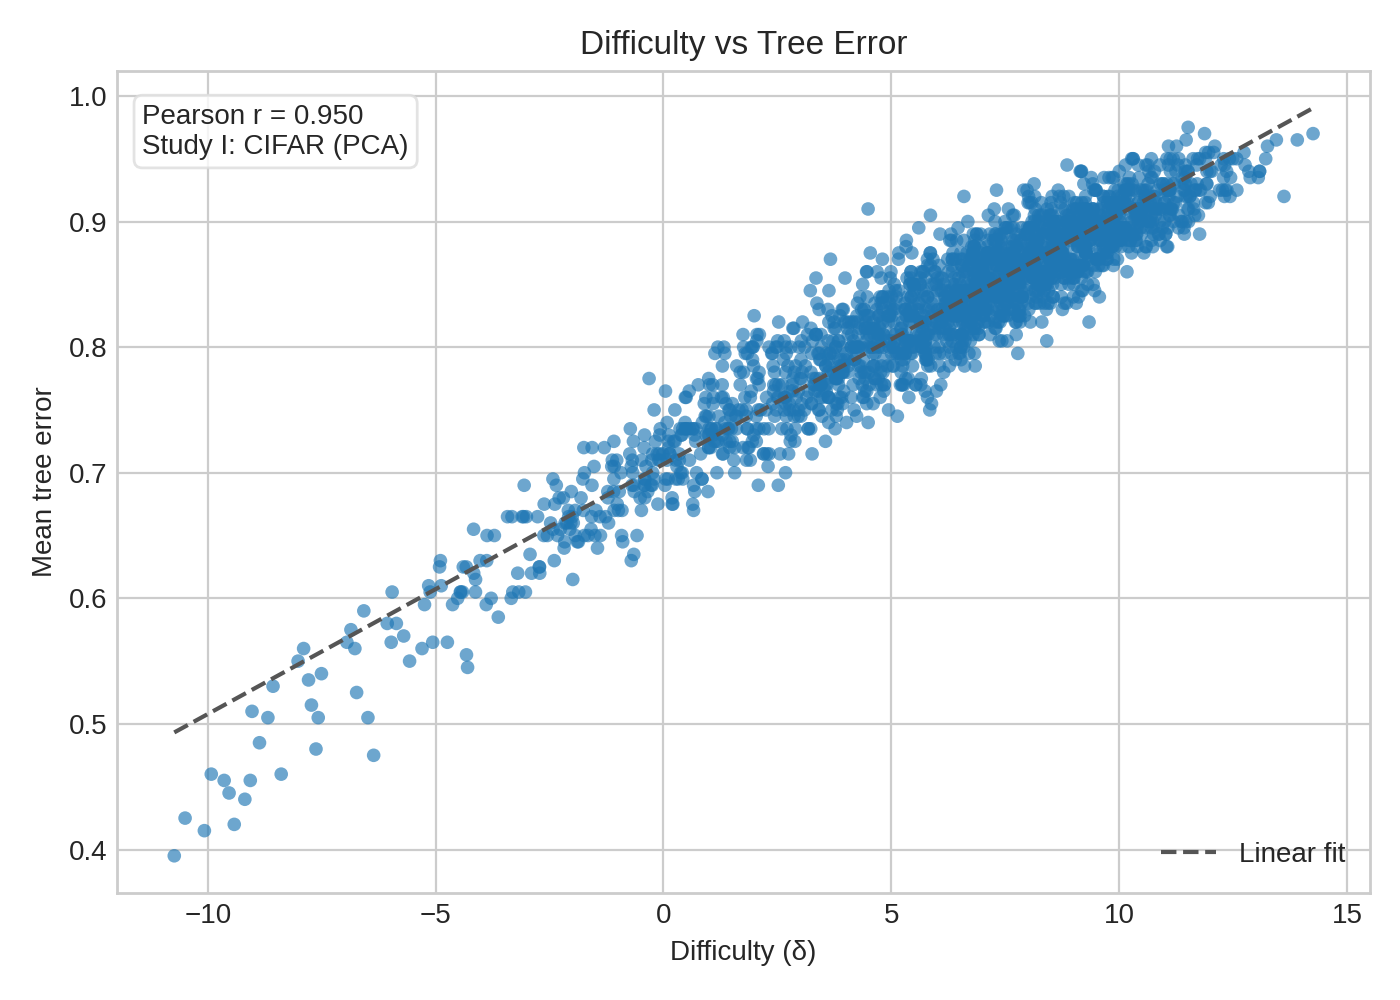 Difficulty vs Tree Error
Pearson r = 0.950
Study I: CIFAR (PCA)
Mean tree error
1.0
0.9
0.8
0.7
0.6
0.5
0.4
Linear fit
−10
−5
0
5
10
15
Difficulty (δ)